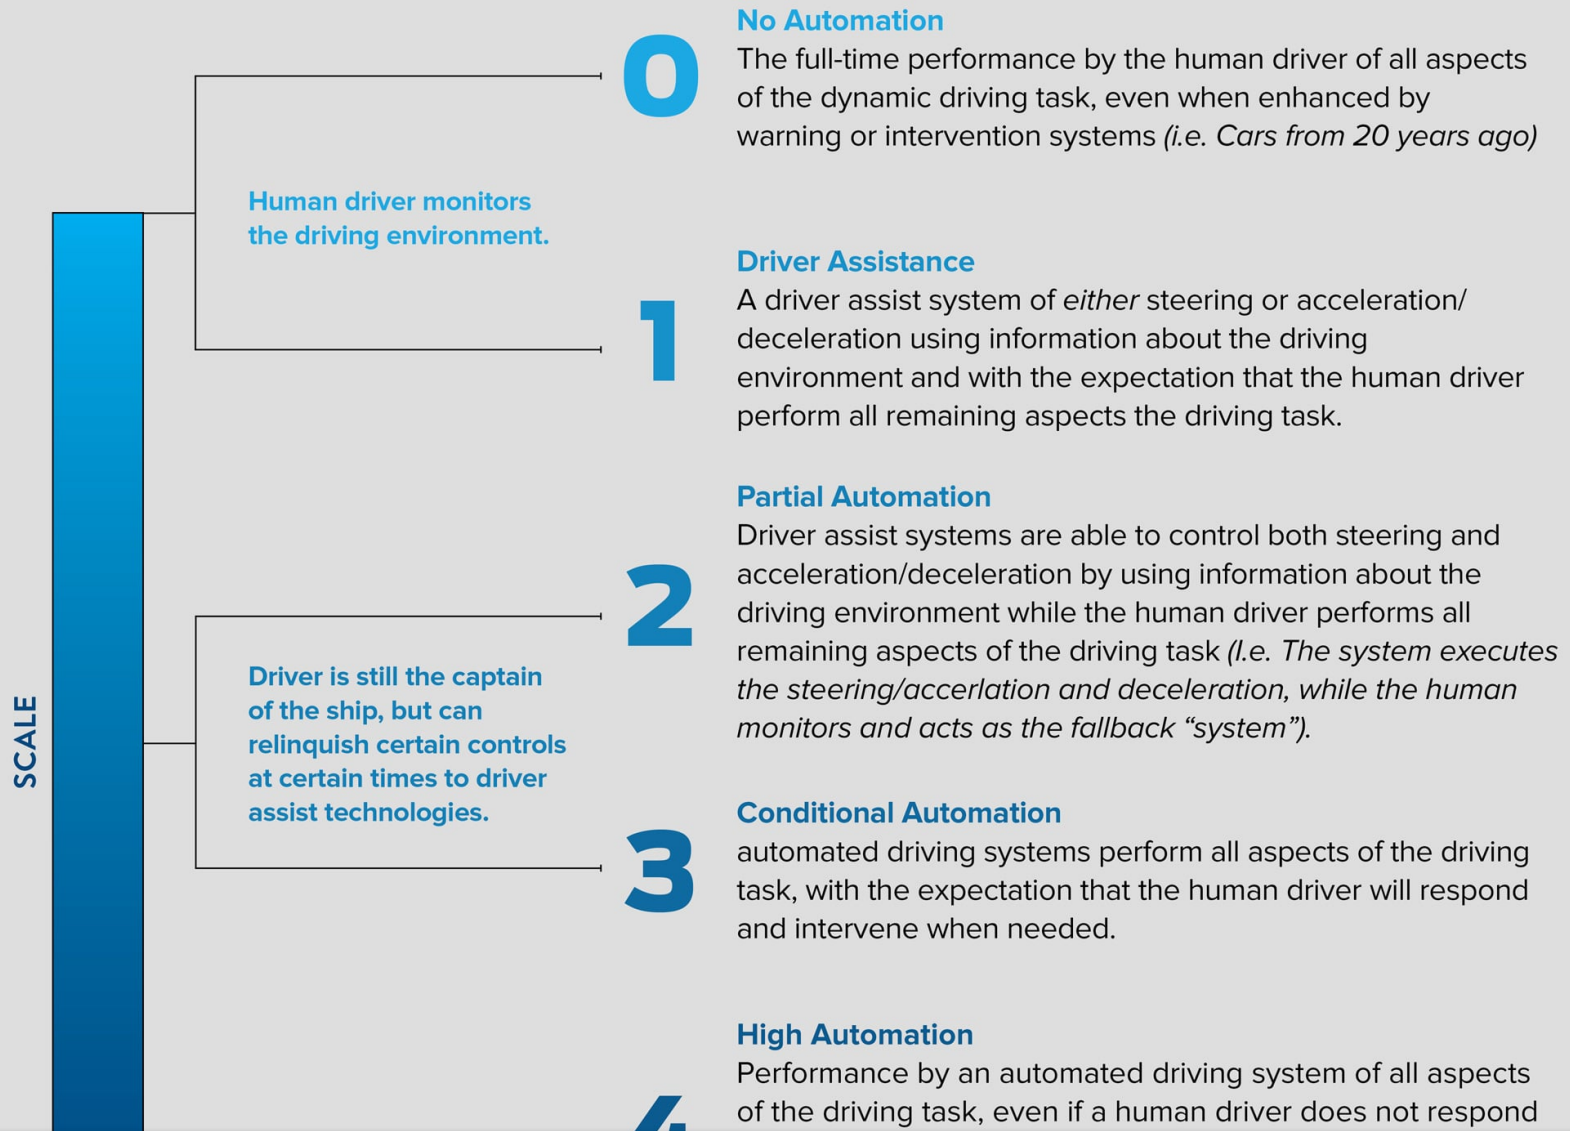 0
No Automation
The full-time performance by the human driver of all aspects
of the dynamic driving task, even when enhanced by
warning or intervention systems (i.e. Cars from 20 years ago)
Human driver monitors
the driving environment.
1
Driver Assistance
A driver assist system of either steering or acceleration/
deceleration using information about the driving
environment and with the expectation that the human driver
perform all remaining aspects the driving task.
2
Partial Automation
Driver assist systems are able to control both steering and
acceleration/deceleration by using information about the
driving environment while the human driver performs all
remaining aspects of the driving task (I.e. The system executes
the steering/accerlation and deceleration, while the human
monitors and acts as the fallback “system”).
SCALE
Driver is still the captain
of the ship, but can
relinquish certain controls
at certain times to driver
assist technologies.
3
Conditional Automation
automated driving systems perform all aspects of the driving
task, with the expectation that the human driver will respond
and intervene when needed.
4
High Automation
Performance by an automated driving system of all aspects
of the driving task, even if a human driver does not respond